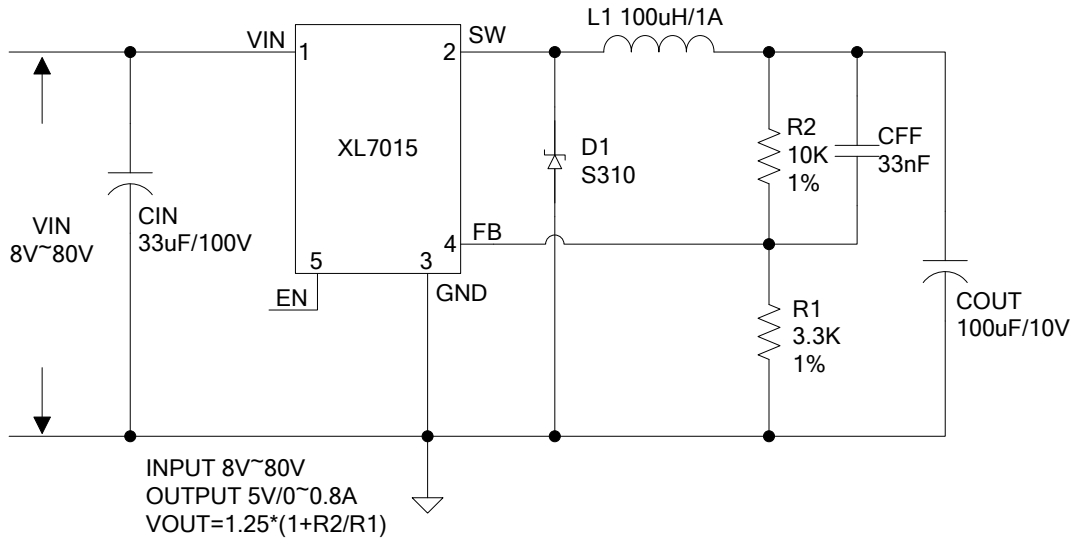 L1 100uH/1A
VIN
1
2
SW
XL7015
D1
S310
R2
10K
1%
CFF
33nF
VIN
8V~80V
CIN
33uF/100V
4
FB
5
3
EN
GND
R1
3.3K
1%
COUT
100uF/10V
INPUT 8V~80V
OUTPUT 5V/0~0.8A
VOUT=1.25*(1+R2/R1)